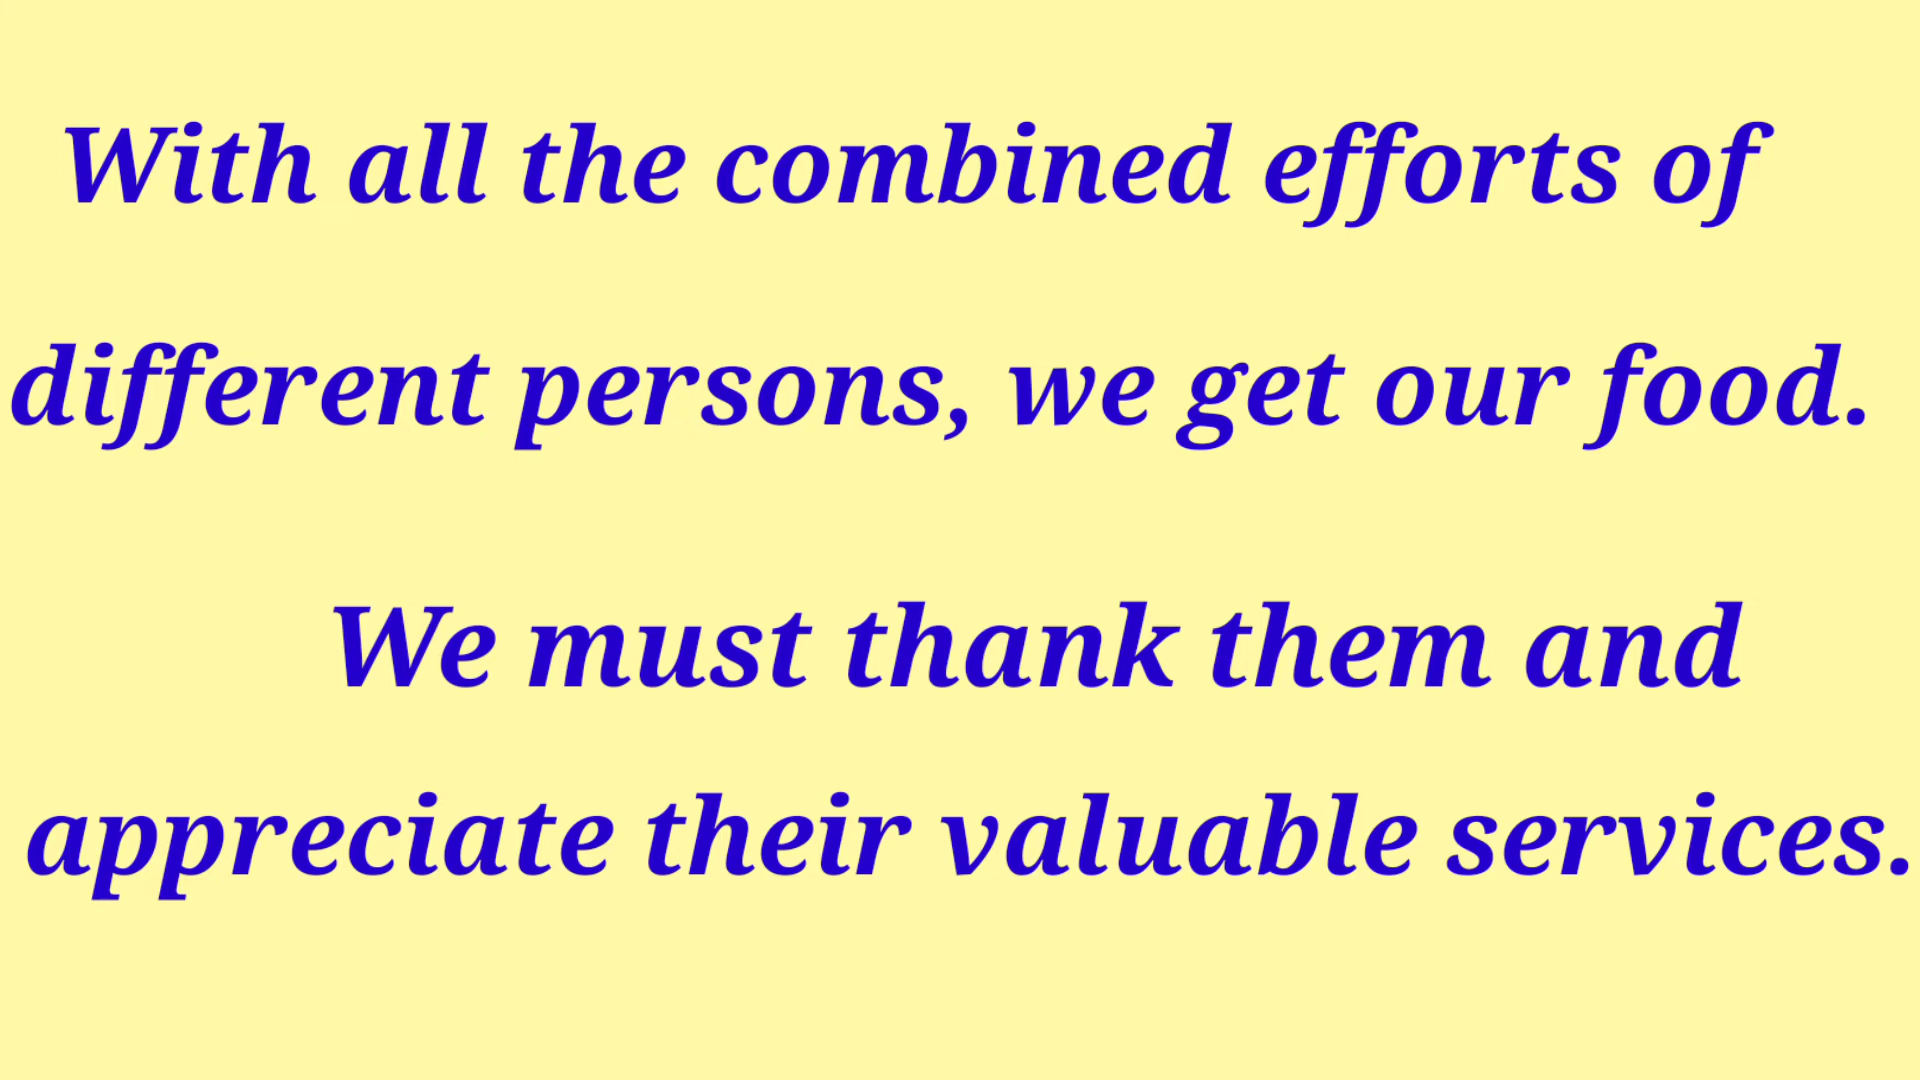 With all the combined efforts of
different persons, we get our food.
We must thank them and
appreciate their valuable services.